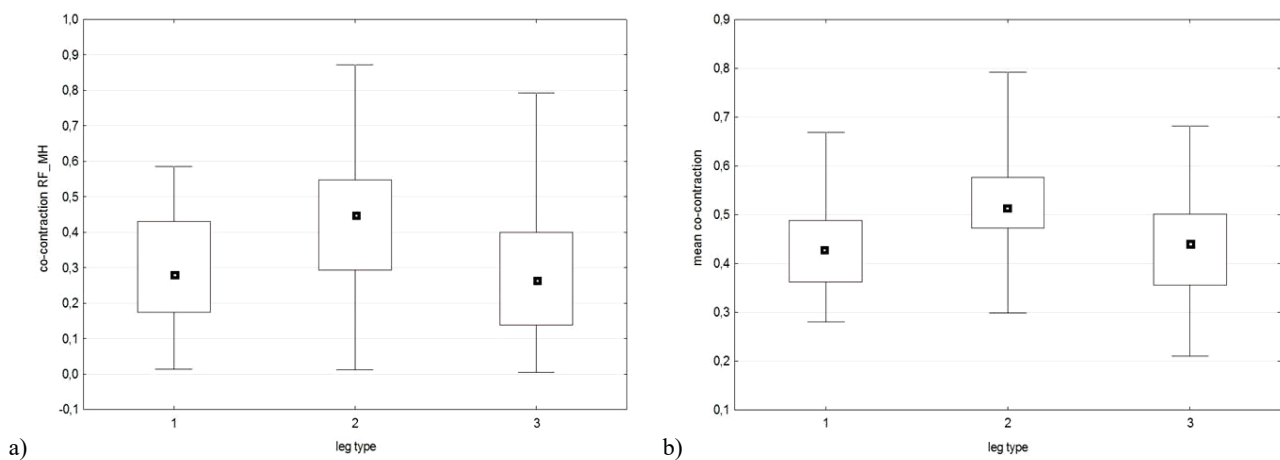 co-contraction RF_MH
1,0
0,9
0,8
0,7
0,6
0,5
0,4
0,3
0,2
0,1
0,0
-0,1
1 2 3
leg type
a)
mean co-contraction
0,9
0,8
0,7
0,6
0,5
0,4
0,3
0,2
0,1
1 2 3
leg type
b)